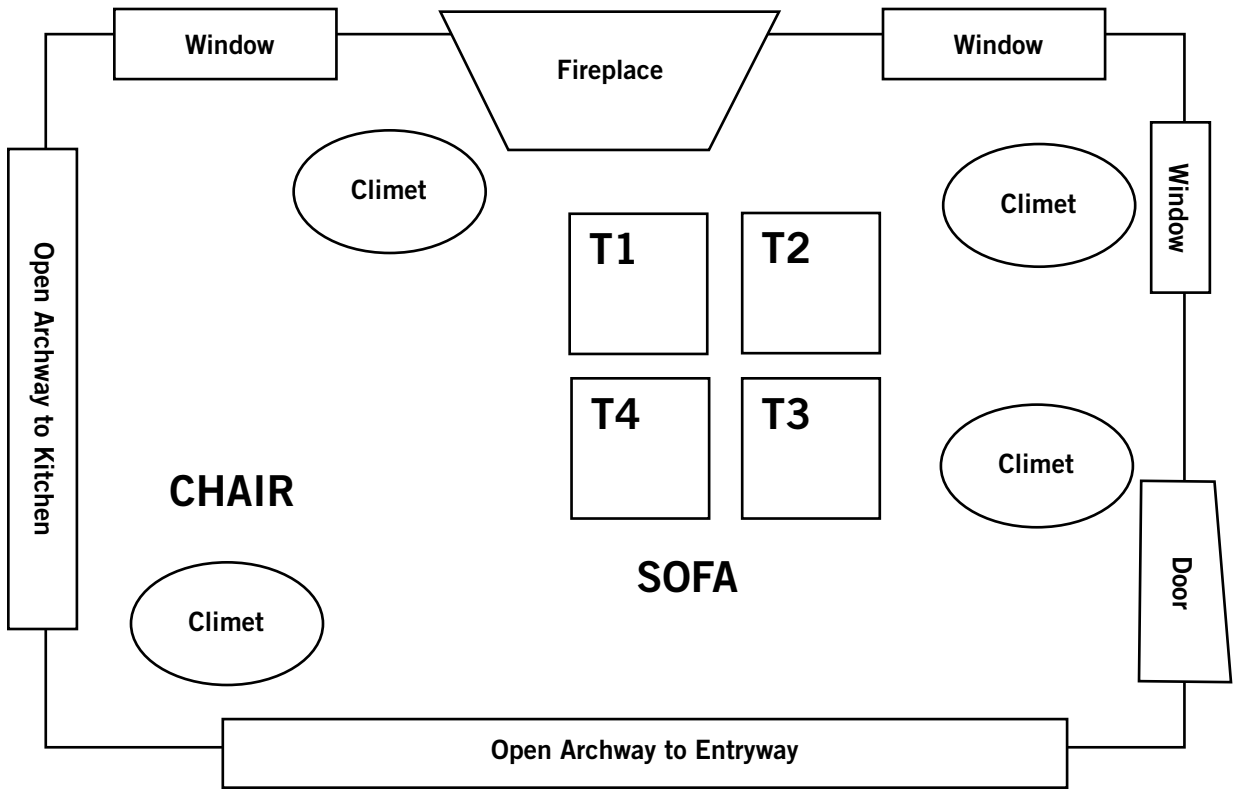 Window
Fireplace
Window
Climet
Climet
Window
T1
T2
Open Archway to Kitchen
T4
T3
Climet
CHAIR
SOFA
Door
Climet
Open Archway to Entryway